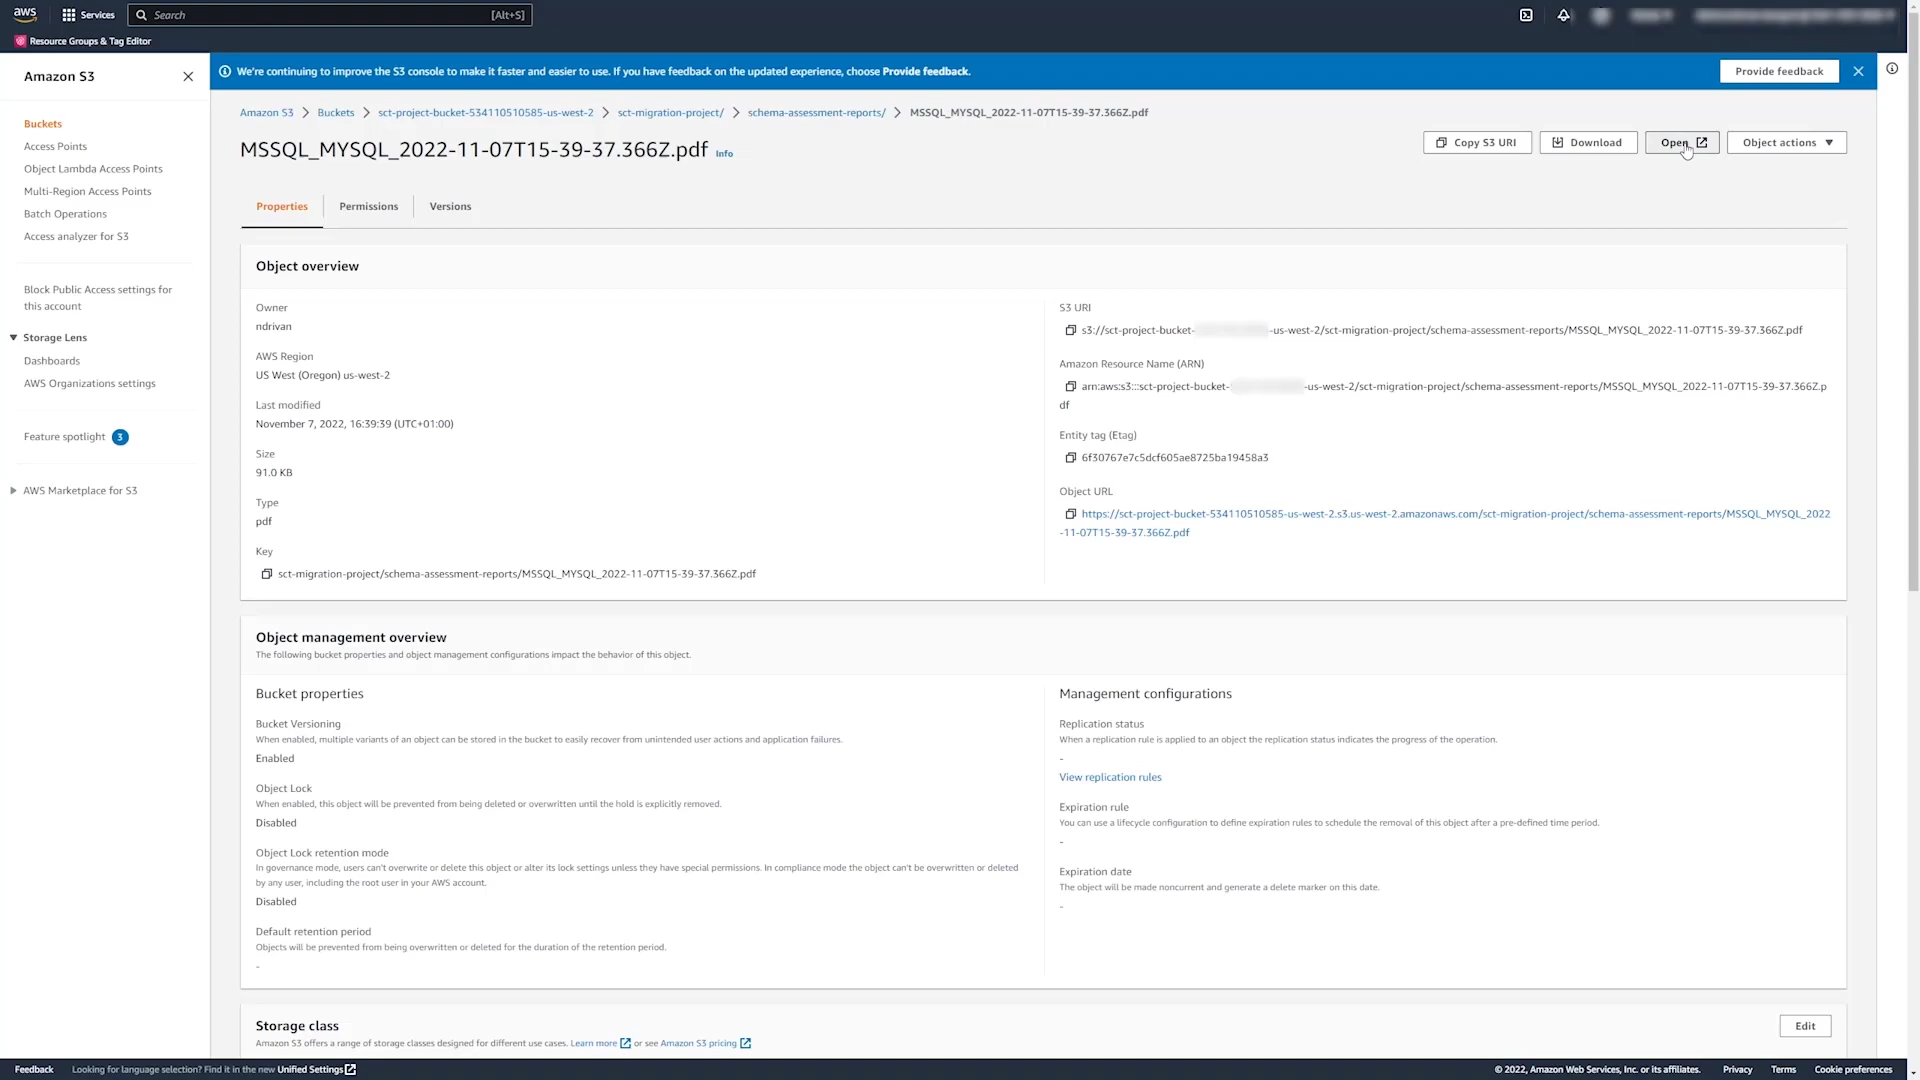 aws
Services
Search
[Alt+S]
Resource Groups & Tag Editor
Amazon S3
Buckets
Access Points
Object Lambda Access Points
Multi-Region Access Points
Batch Operations
Access analyzer for S3
Block Public Access settings for
this account
Storage Lens
Dashboards
AWS Organizations settings
Feature spotlight 3
AWS Marketplace for S3
We're continuing to improve the S3 console to make it faster and easier to use. If you have feedback on the updated experience, choose Provide feedback.
Provide feedback
Amazon S3 > Buckets > sct-project-bucket-534110510585-us-west-2 > sct-migration-project/ > schema-assessment-reports/ > MSSQL_MYSQL_2022-11-07T15-39-37.366Z.pdf
MSSQL_MYSQL_2022-11-07T15-39-37.366Z.pdf Info
Copy S3 URI
Download
Open
Object actions
Properties
Permissions
Versions
Object overview
Owner
ndrivan
AWS Region
US West (Oregon) us-west-2
Last modified
November 7, 2022, 16:39:39 (UTC+01:00)
Size
91.0 KB
Type
pdf
Key
sct-migration-project/schema-assessment-reports/MSSQL_MYSQL_2022-11-07T15-39-37.366Z.pdf
S3 URI
s3://sct-project-bucket- -us-west-2/sct-migration-project/schema-assessment-reports/MSSQL_MYSQL_2022-11-07T15-39-37.366Z.pdf
Amazon Resource Name (ARN)
arn:aws:s3:::sct-project-bucket- -us-west-2/sct-migration-project/schema-assessment-reports/MSSQL_MYSQL_2022-11-07T15-39-37.366Z.p
df
Entity tag (Etag)
6f30767e7c5dcf605ae8725ba19458a3
Object URL
https://sct-project-bucket-534110510585-us-west-2.s3.us-west-2.amazonaws.com/sct-migration-project/schema-assessment-reports/MSSQL_MYSQL_2022
-11-07T15-39-37.366Z.pdf
Object management overview
The following bucket properties and object management configurations impact the behavior of this object.
Bucket properties
Bucket Versioning
When enabled, multiple variants of an object can be stored in the bucket to easily recover from unintended user actions and application failures.
Enabled
Object Lock
When enabled, this object will be prevented from being deleted or overwritten until the hold is explicitly removed.
Disabled
Object Lock retention mode
In governance mode, users can't overwrite or delete this object or alter its lock settings unless they have special permissions. In compliance mode the object can't be overwritten or deleted
by any user, including the root user in your AWS account.
Disabled
Default retention period
Objects will be prevented from being overwritten or deleted for the duration of the retention period.
-
Management configurations
Replication status
When a replication rule is applied to an object the replication status indicates the progress of the operation.
-
View replication rules
Expiration rule
You can use a lifecycle configuration to define expiration rules to schedule the removal of this object after a pre-defined time period.
-
Expiration date
The object will be made noncurrent and generate a delete marker on this date.
-
Storage class
Amazon S3 offers a range of storage classes designed for different use cases. Learn more or see Amazon S3 pricing
Edit
Feedback
Looking for language selection? Find it in the new Unified Settings
© 2022, Amazon Web Services, Inc. or its affiliates.
Privacy
Terms
Cookie preferences